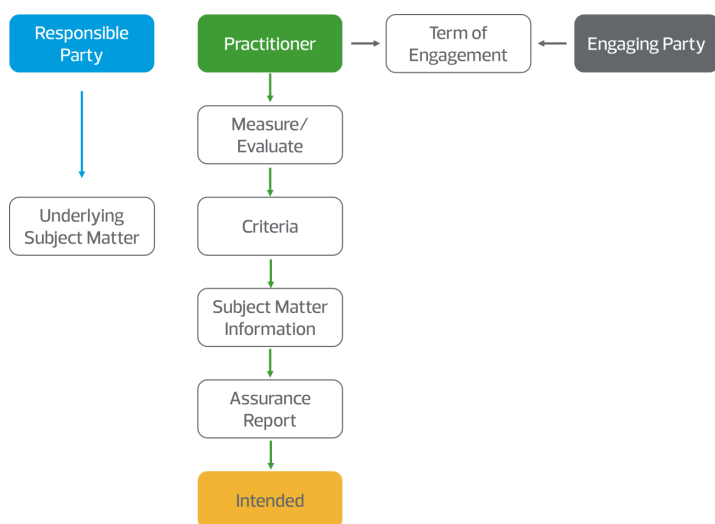 Responsible
Party
Practitioner
Term of
Engagement
Engaging Party
Measure/
Evaluate
Underlying
Subject Matter
Criteria
Subject Matter
Information
Assurance
Report
Intended